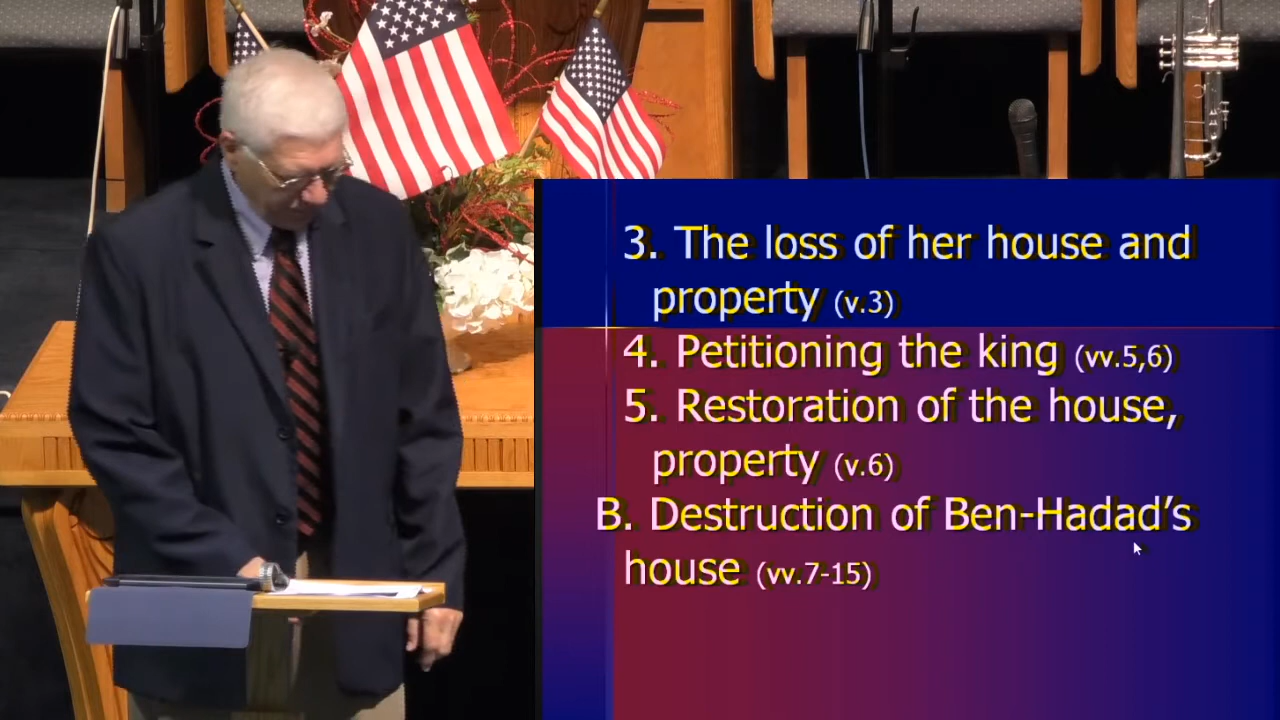 3. The loss of her house and
property (v.3)
4. Petitioning the king (vv.5,6)
5. Restoration of the house,
property (v.6)
B. Destruction of Ben-Hadad’s
house (vv.7-15)